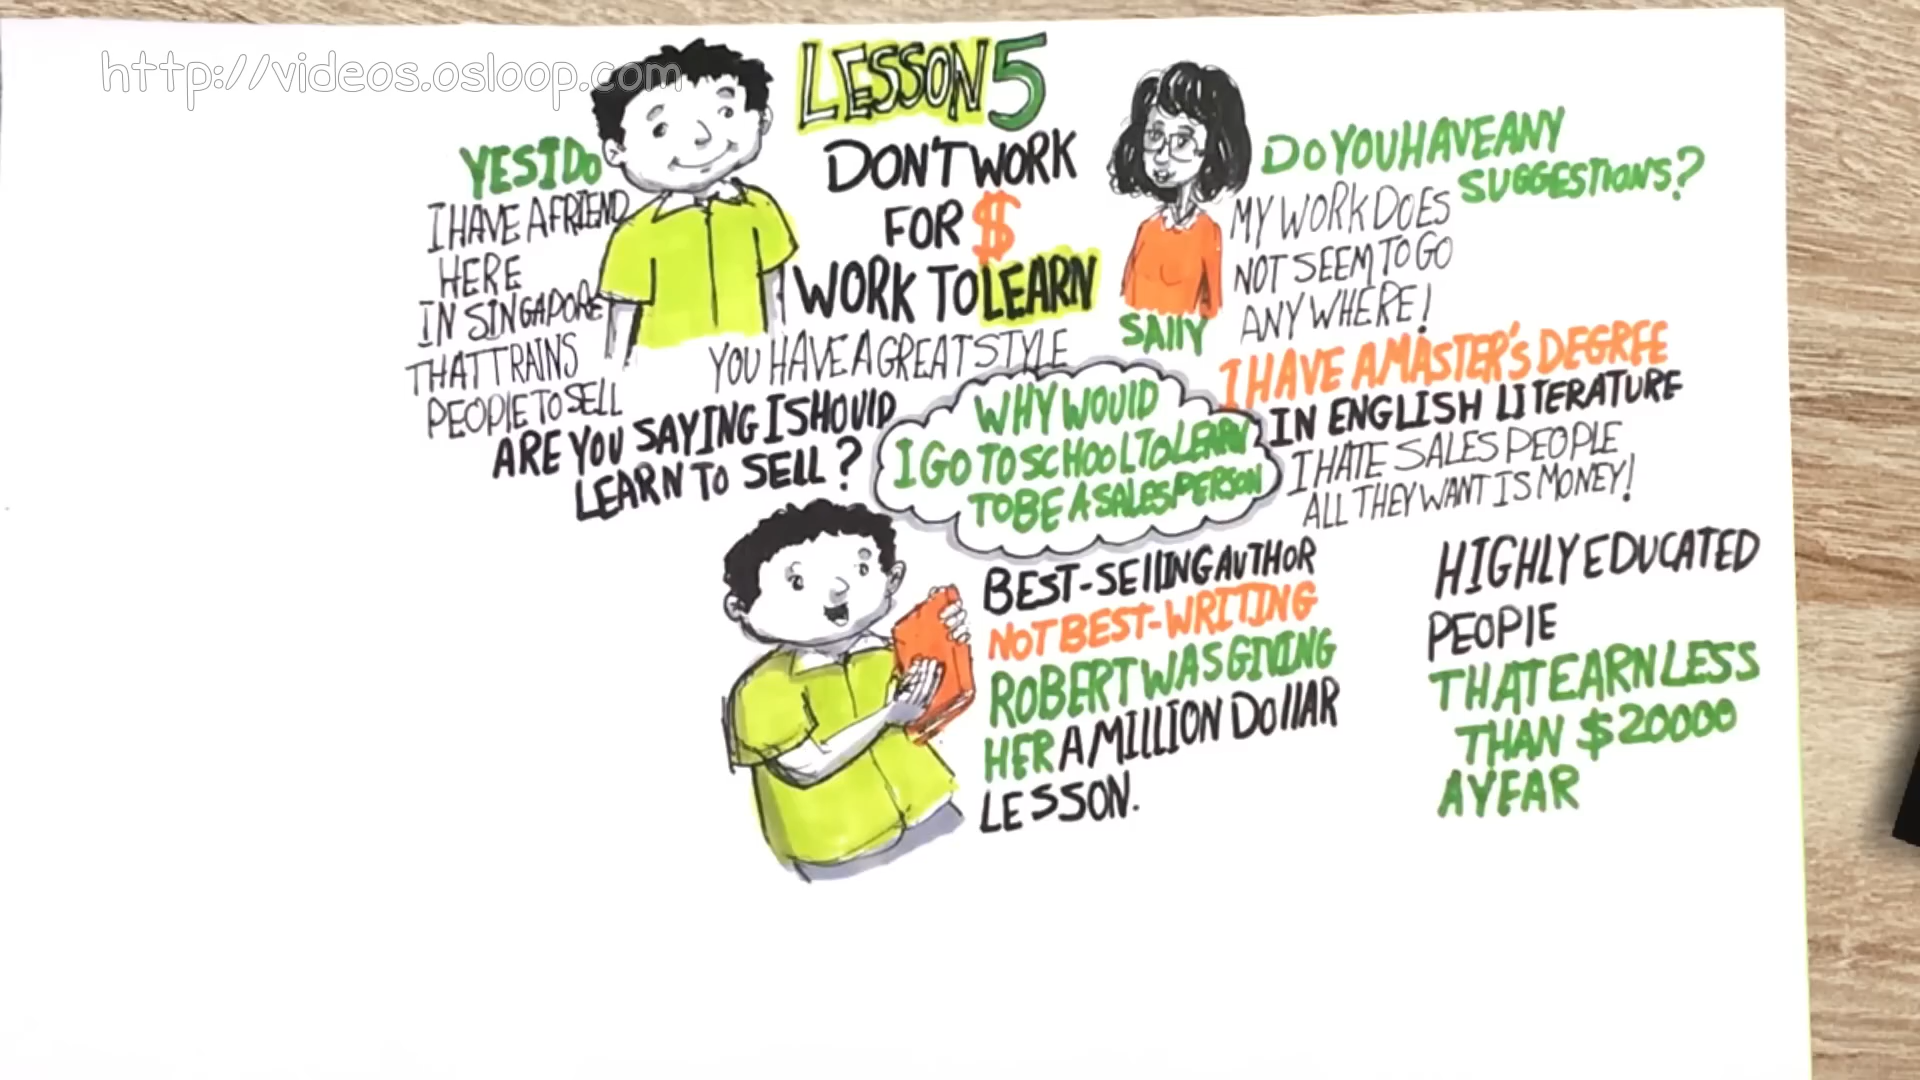 http://videos.osloop.com
LESSON 5
DON'T WORK
FOR $
WORK TO LEARN
YES I DO
I HAVE A FRIEND
HERE
IN SINGAPORE
THAT TRAINS
PEOPLE TO SELL
DO YOU HAVE ANY
SUGGESTIONS?
MY WORK DOES
NOT SEEM TO GO
ANYWHERE!
SALLY
YOU HAVE A GREAT STYLE
I HAVE A MASTER'S DEGREE
IN ENGLISH LITERATURE
I HATE SALES PEOPLE
ALL THEY WANT IS MONEY!
ARE YOU SAYING I SHOULD
LEARN TO SELL?
WHY WOULD
I GO TO SCHOOL TO LEARN
TO BE A SALESPERSON
BEST-SELLING AUTHOR
NOT BEST-WRITING
ROBERT WAS GIVING
HER A MILLION DOLLAR
LESSON.
HIGHLY EDUCATED
PEOPLE
THAT EARN LESS
THAN $20000
A YEAR